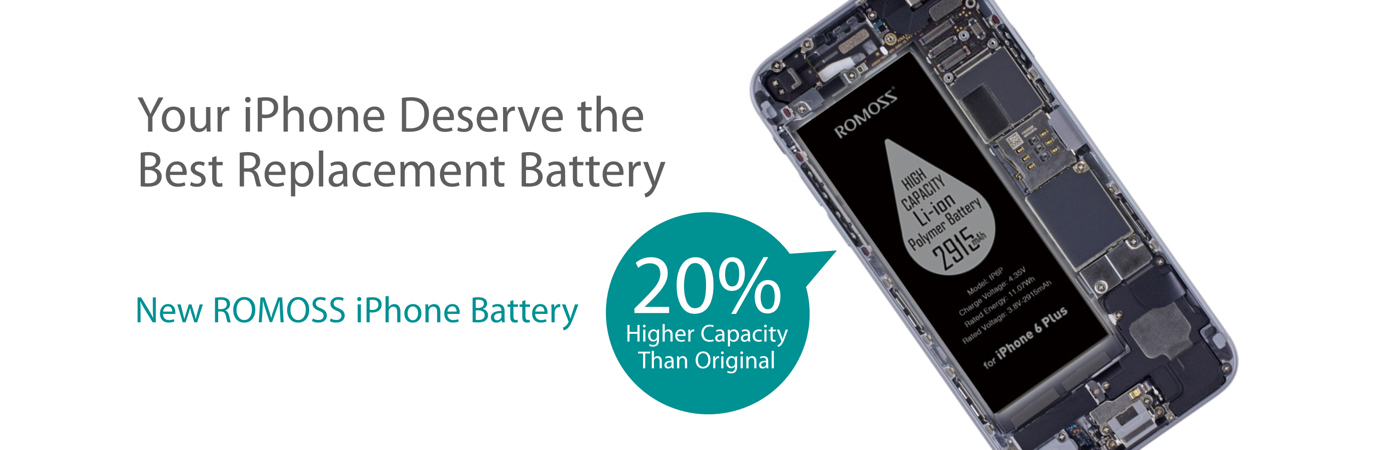 Your iPhone Deserve the
Best Replacement Battery
New ROMOSS iPhone Battery
20%
Higher Capacity
Than Original
ROMOSS®
HIGH
CAPACITY
Li-ion
Polymer Battery
2915mAh
Model: IP6P
Charge Voltage: 4.35V
Rated Energy: 11.07Wh
Rated Voltage: 3.8V 2915mAh
for iPhone 6 Plus